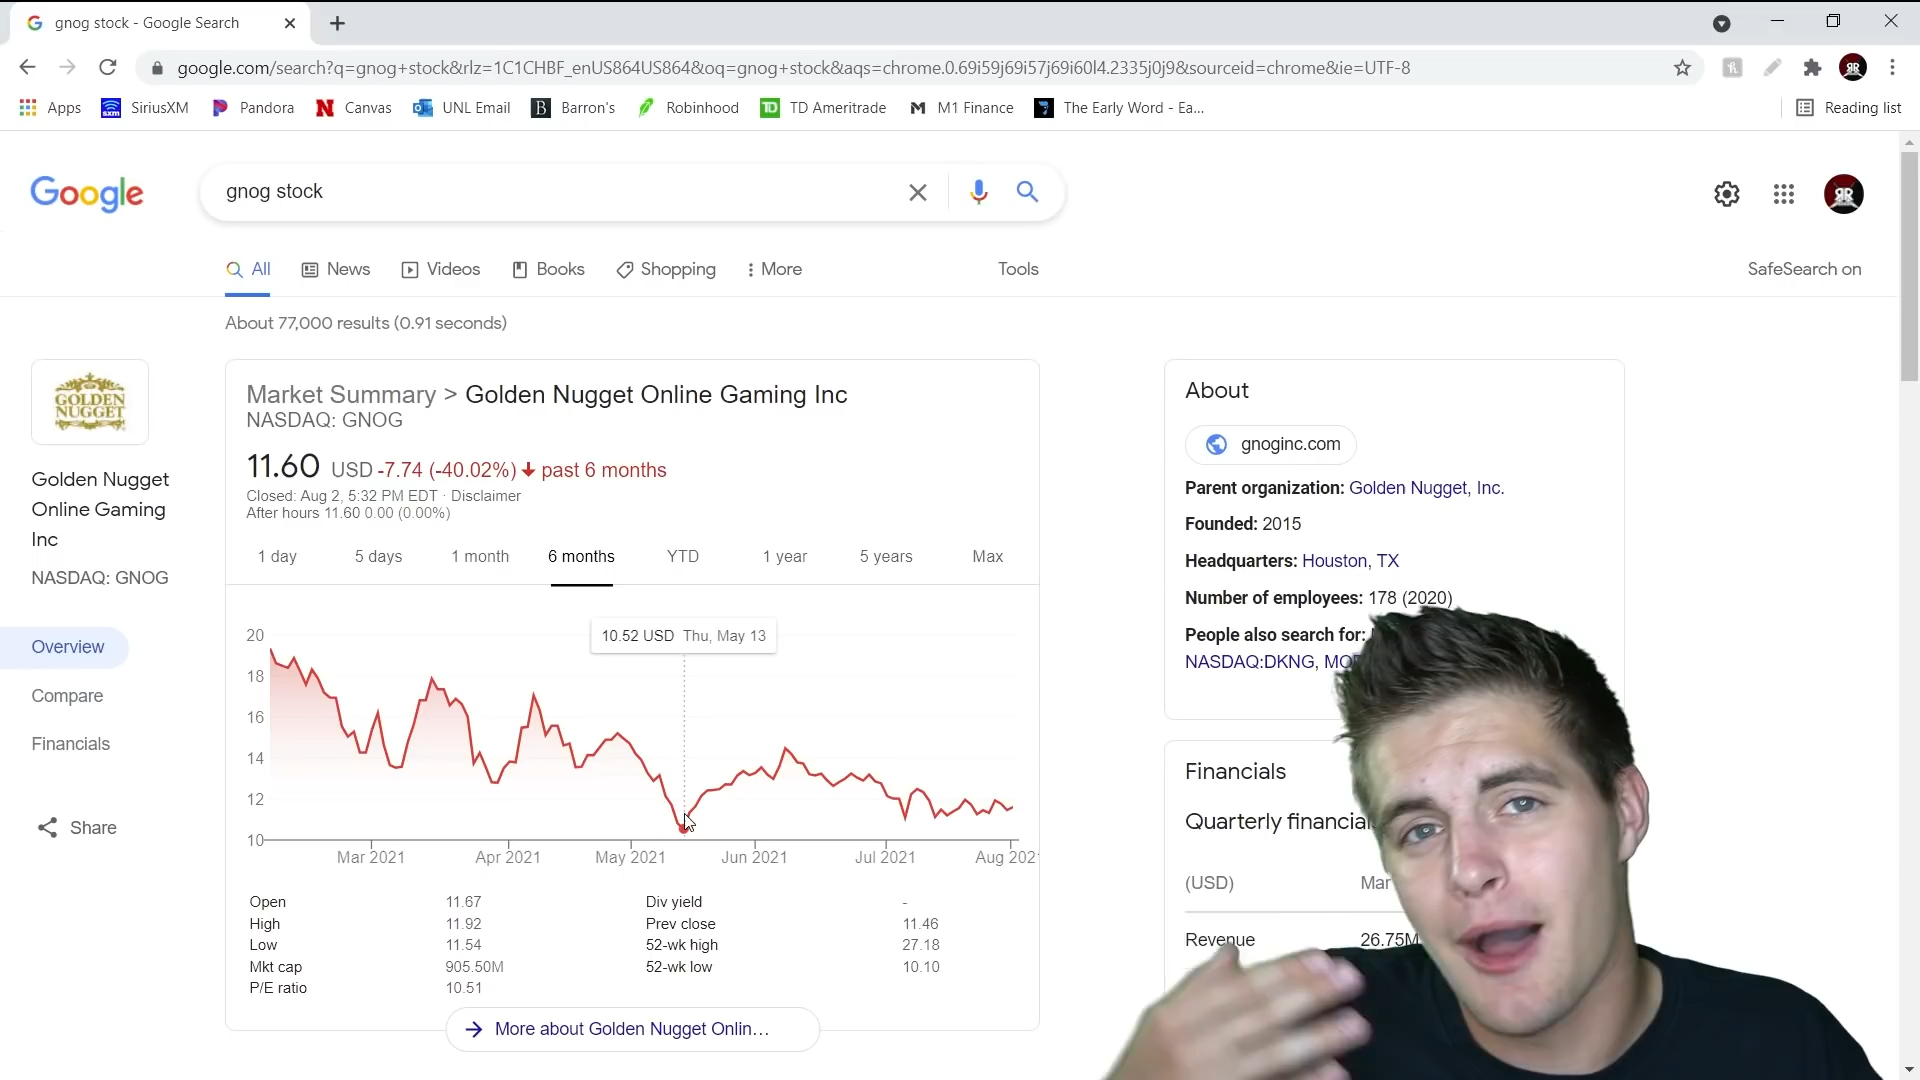 gnog stock - Google Search
google.com/search?q=gnog+stock&rlz=1C1CHBF_enUS864US864&oq=gnog+stock&aqs=chrome.0.69i59j69i57j69i60l4.2335j0j9&sourceid=chrome&ie=UTF-8
Apps SiriusXM Pandora Canvas UNL Email Barron's Robinhood TD Ameritrade M1 Finance The Early Word - Ea... Reading list
Google
gnog stock
All News Videos Books Shopping More Tools SafeSearch on
About 77,000 results (0.91 seconds)
GOLDEN
NUGGET
Golden Nugget
Online Gaming
Inc
NASDAQ: GNOG
Overview
Compare
Financials
Share
Market Summary > Golden Nugget Online Gaming Inc
NASDAQ: GNOG
11.60 USD -7.74 (-40.02%) past 6 months
Closed: Aug 2, 5:32 PM EDT · Disclaimer
After hours 11.60 0.00 (0.00%)
1 day 5 days 1 month 6 months YTD 1 year 5 years Max
10.52 USD Thu, May 13
20
18
16
14
12
10
Mar 2021 Apr 2021 May 2021 Jun 2021 Jul 2021 Aug 202
Open 11.67 Div yield -
High 11.92 Prev close 11.46
Low 11.54 52-wk high 27.18
Mkt cap 905.50M 52-wk low 10.10
P/E ratio 10.51
More about Golden Nugget Onlin...
About
gnoginc.com
Parent organization: Golden Nugget, Inc.
Founded: 2015
Headquarters: Houston, TX
Number of employees: 178 (2020)
People also search for:
NASDAQ:DKNG,
Financials
Quarterly financials
(USD) Mar
Revenue 26.75M